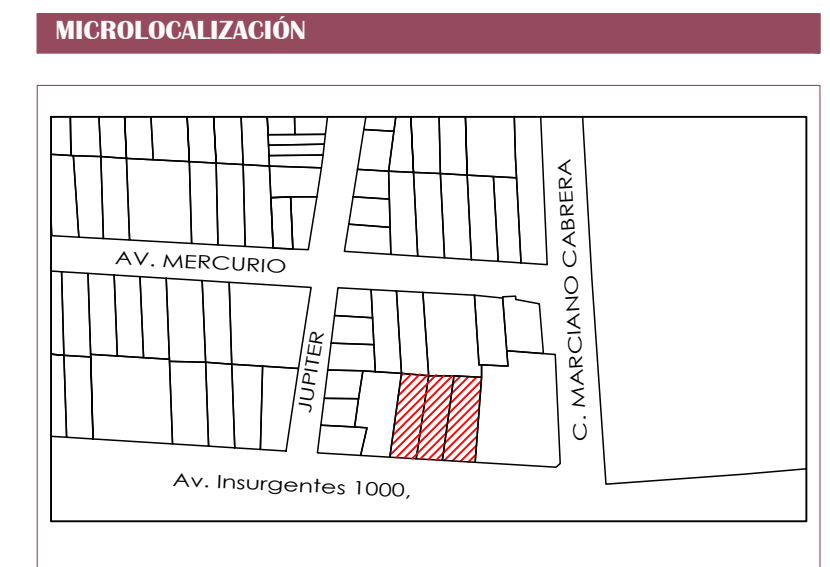 MICROLOCALIZACIÓN
AV. MERCURIO
C. MARCIANO CABRERA
JUPITER
Av. Insurgentes 1000,